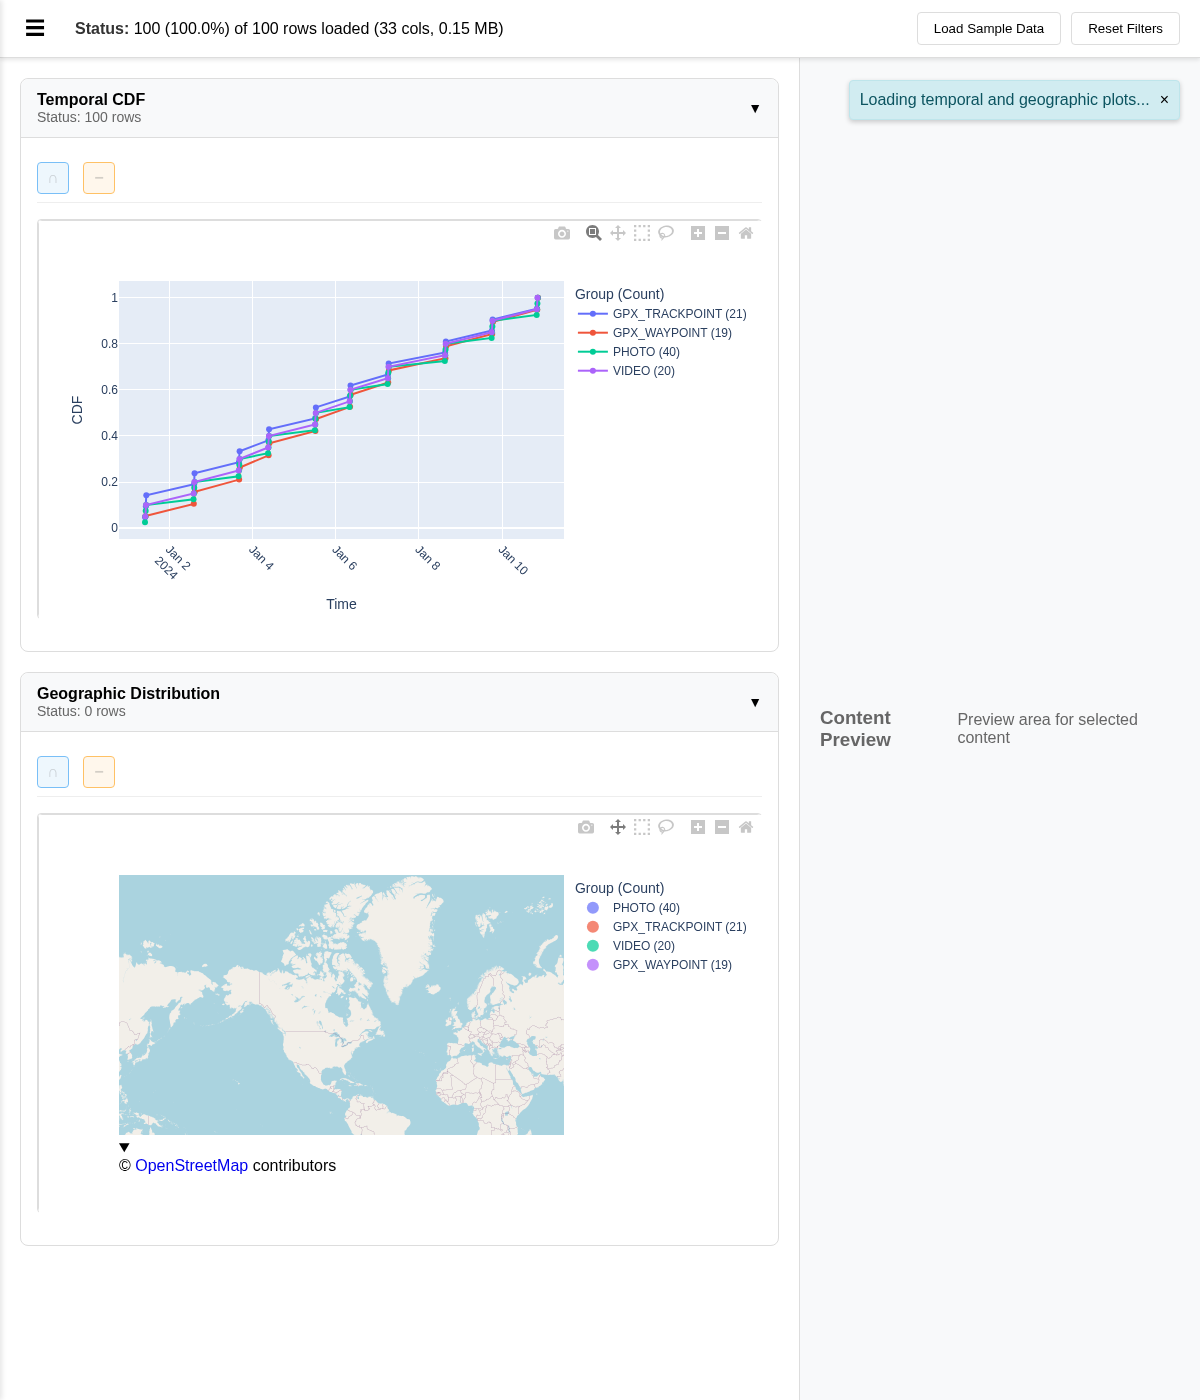 Status: 100 (100.0%) of 100 rows loaded (33 cols, 0.15 MB)
Load Sample Data
Reset Filters
Loading temporal and geographic plots... ×
Temporal CDF
Status: 100 rows
▼
∩
−
CDF
1
0.8
0.6
0.4
0.2
0
Jan 2
2024
Jan 4
Jan 6
Jan 8
Jan 10
Time
Group (Count)
GPX_TRACKPOINT (21)
GPX_WAYPOINT (19)
PHOTO (40)
VIDEO (20)
Geographic Distribution
Status: 0 rows
▼
∩
−
Group (Count)
PHOTO (40)
GPX_TRACKPOINT (21)
VIDEO (20)
GPX_WAYPOINT (19)
▼
© OpenStreetMap contributors
Content
Preview
Preview area for selected
content